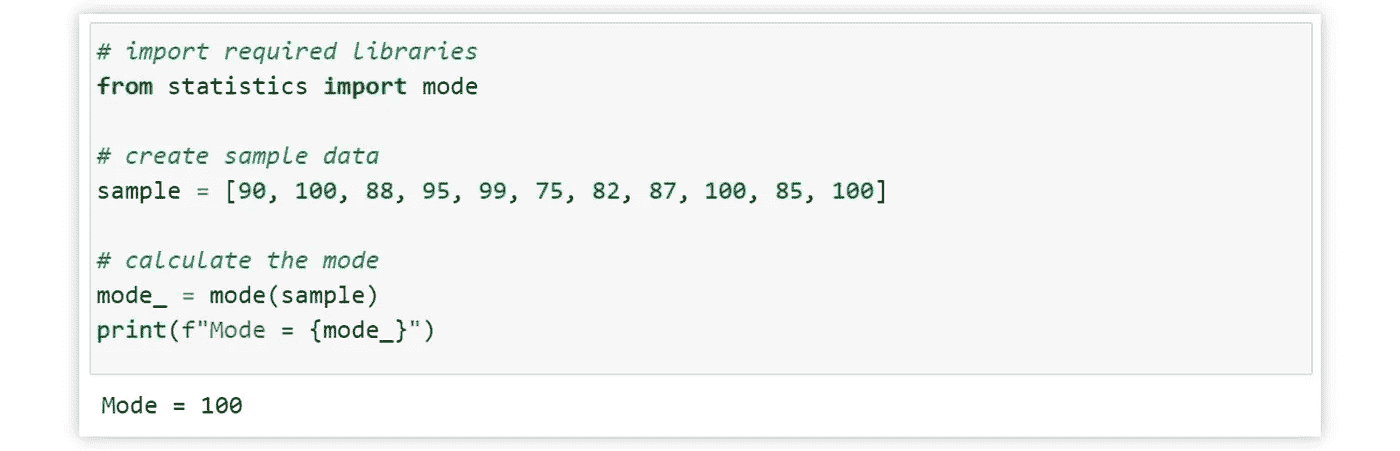 # import required libraries
from statistics import mode
# create sample data
sample = [90, 100, 88, 95, 99, 75, 82, 87, 100, 85, 100]
# calculate the mode
mode_ = mode(sample)
print(f"Mode = {mode_}")
Mode = 100